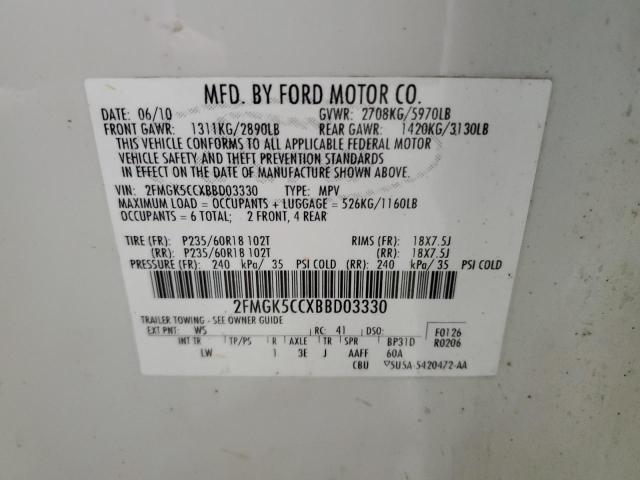 MFD. BY FORD MOTOR CO.
DATE: 06/10 GVWR: 2708KG/5970LB
FRONT GAWR: 1311KG/2890LB REAR GAWR: 1420KG/3130LB
THIS VEHICLE CONFORMS TO ALL APPLICABLE FEDERAL MOTOR
VEHICLE SAFETY AND THEFT PREVENTION STANDARDS
IN EFFECT ON THE DATE OF MANUFACTURE SHOWN ABOVE.
VIN: 2FMGK5CCXBBD03330 TYPE: MPV
MAXIMUM LOAD = OCCUPANTS + LUGGAGE = 526KG/1160LB
OCCUPANTS = 6 TOTAL; 2 FRONT, 4 REAR
TIRE (FR): P235/60R18 102T RIMS (FR): 18X7.5J
(RR): P235/60R18 102T (RR): 18X7.5J
PRESSURE (FR): 240 kPa/ 35 PSI COLD (RR): 240 kPa/ 35 PSI COLD
2FMGK5CCXBBD03330
TRAILER TOWING - SEE OWNER GUIDE
EXT PNT: WS RC: 41 DSO: F0126
INT TR TP/PS R AXLE TR SPR BP31D R0206
LW 1 3E J AAFF 60A
CBU ▽5U5A-5420472-AA